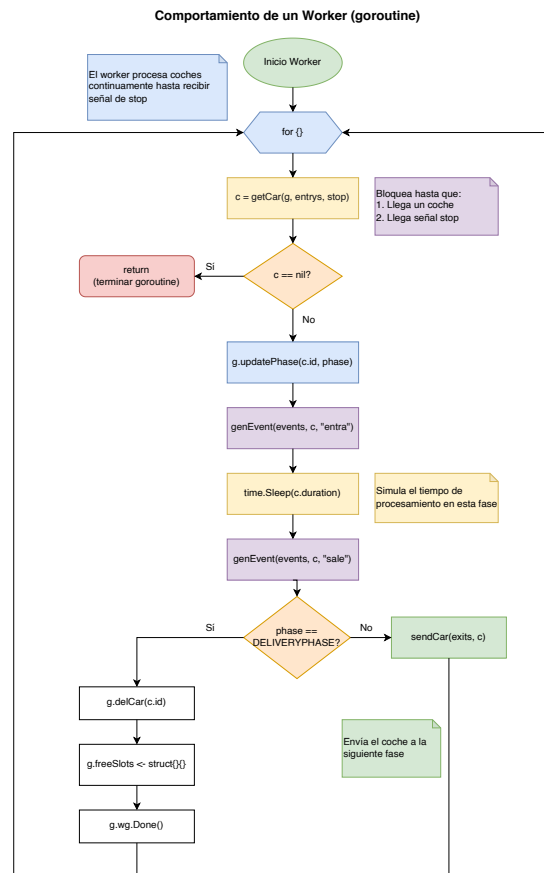 Comportamiento de un Worker (goroutine)
Inicio Worker
El worker procesa coches
continuamente hasta recibir
señal de stop
for {}
c = getCar(g, entrys, stop)
Bloquea hasta que:
1. Llega un coche
2. Llega señal stop
return
(terminar goroutine)
Si
c == nil?
No
g.updatePhase(c.id, phase)
genEvent(events, c, "entra")
time.Sleep(c.duration)
Simula el tiempo de
procesamiento en esta fase
genEvent(events, c, "sale")
Si
phase ==
DELIVERYPHASE?
No
sendCar(exits, c)
g.delCar(c.id)
g.freeSlots <- struct{}{}
Envía el coche a la
siguiente fase
g.wg.Done()